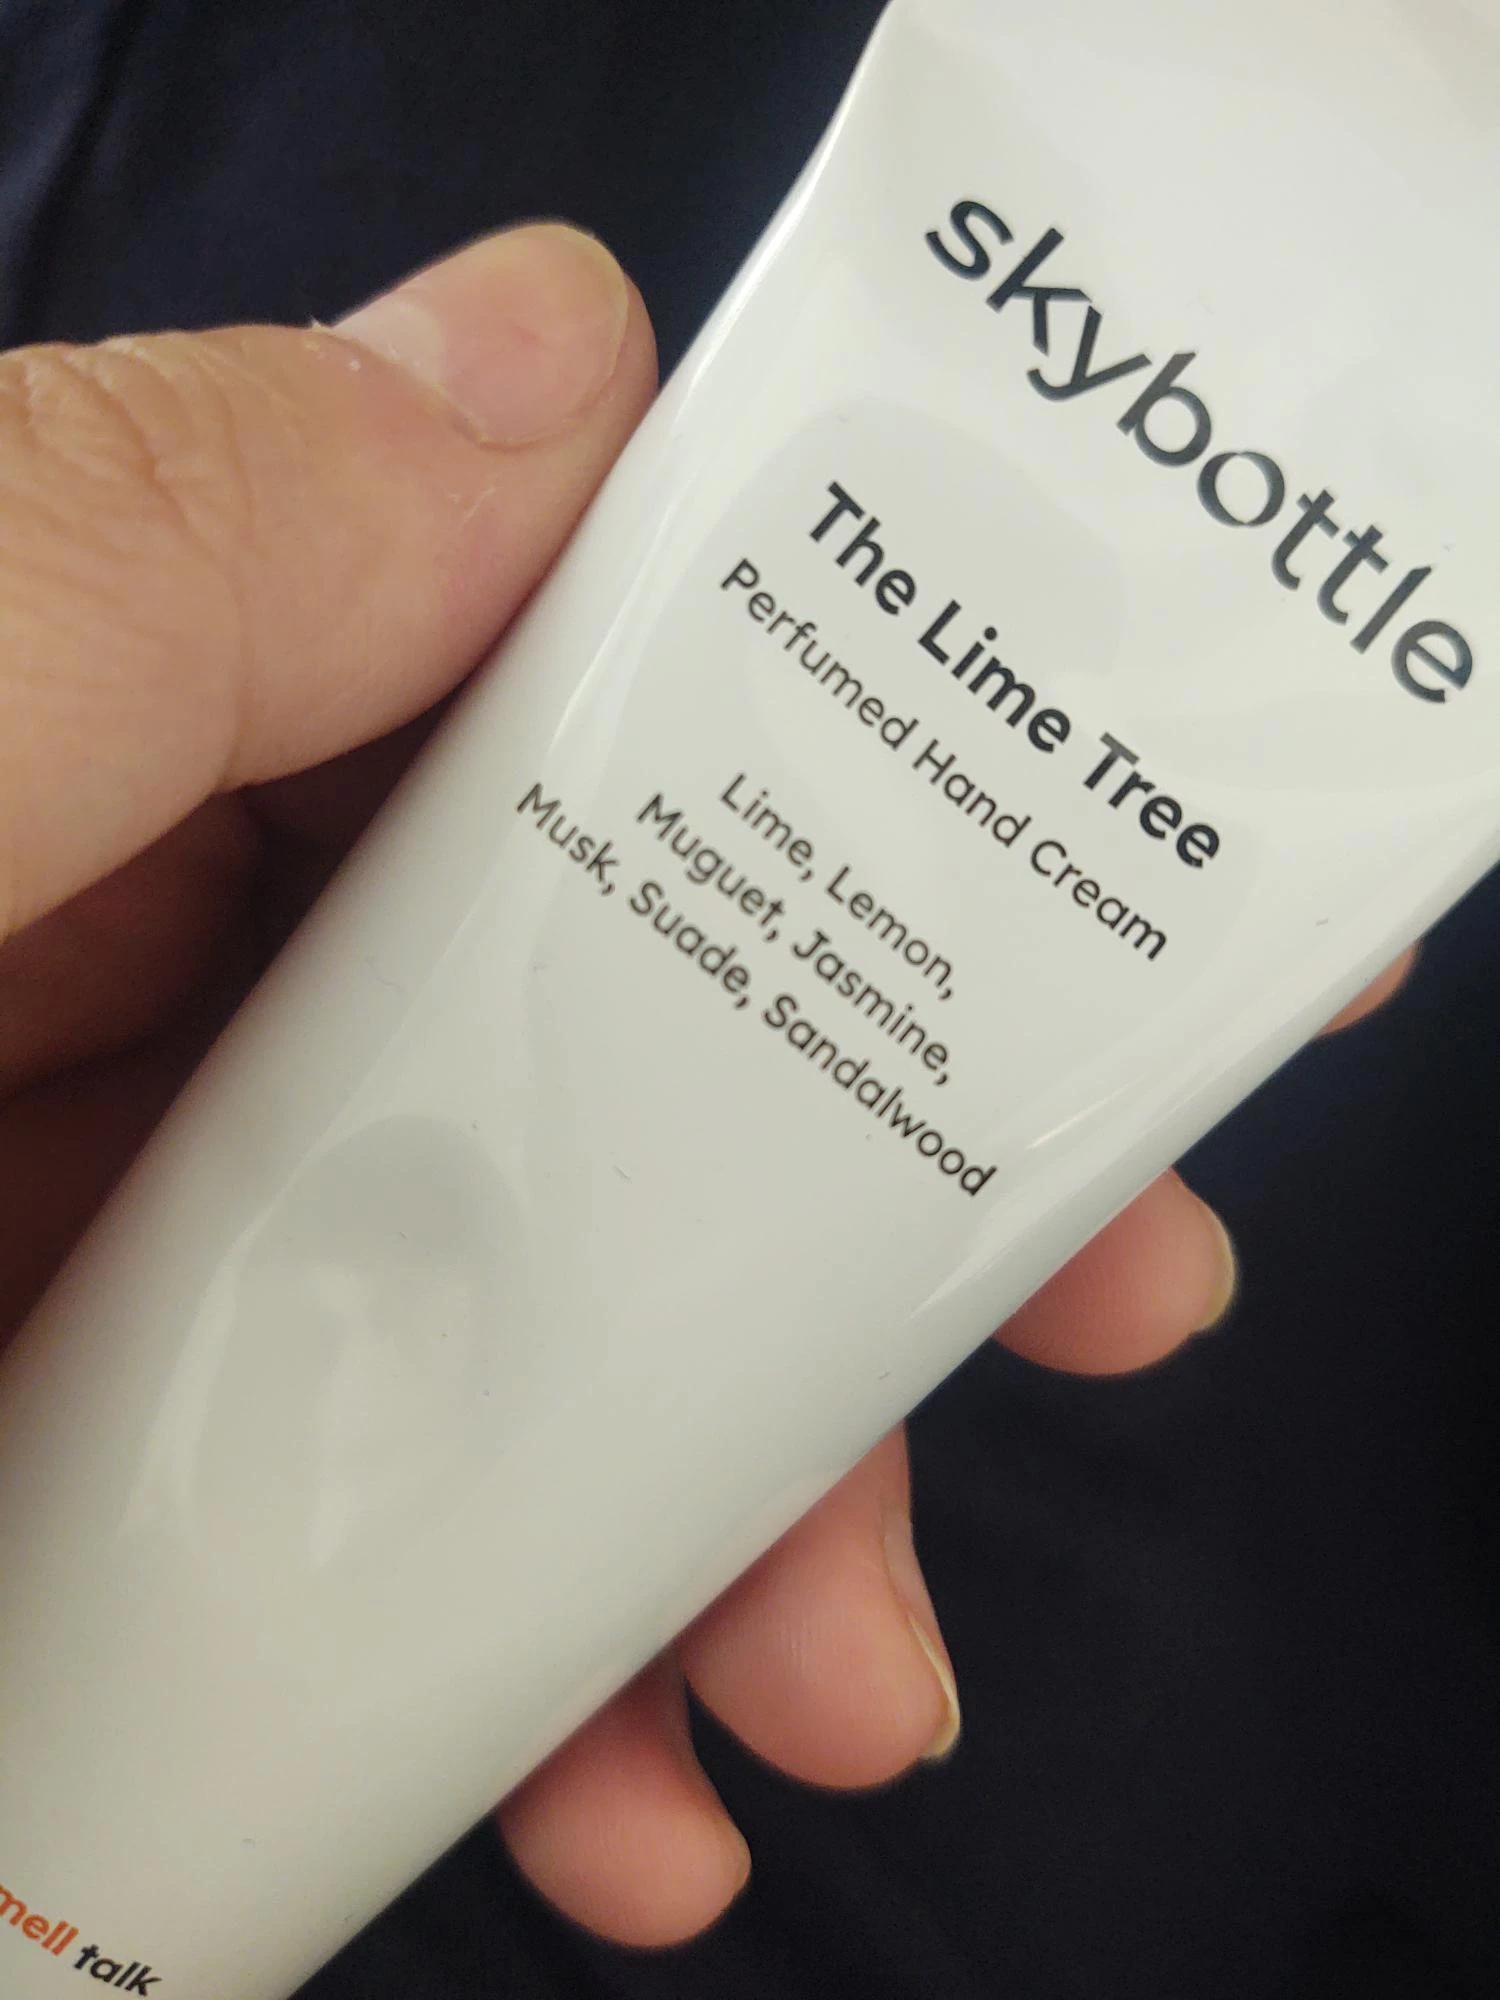 skybottle
The Lime Tree
Perfumed Hand Cream
Lime, Lemon,
Muguet, Jasmine,
Musk, Suade, Sandalwood
mell talk